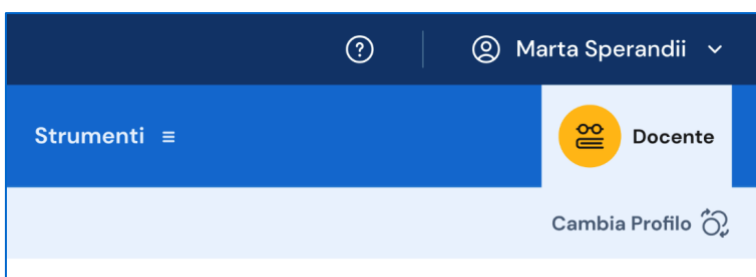 Marta Sperandii
Strumenti
Docente
Cambia Profilo